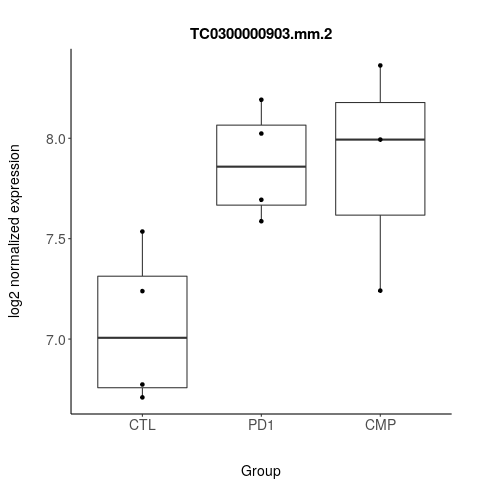 TC0300000903.mm.2
log2 normalized expression
8.0
7.5
7.0
CTL PD1 CMP
Group